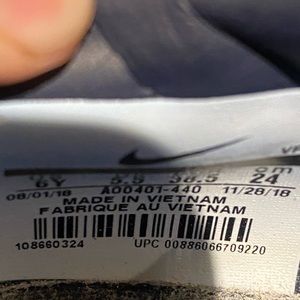 6Y 5.5 38.5 24
08/01/18 AO0401-440 11/28/18
MADE IN VIETNAM
FABRIQUE AU VIETNAM
108660324 UPC 00886066709220